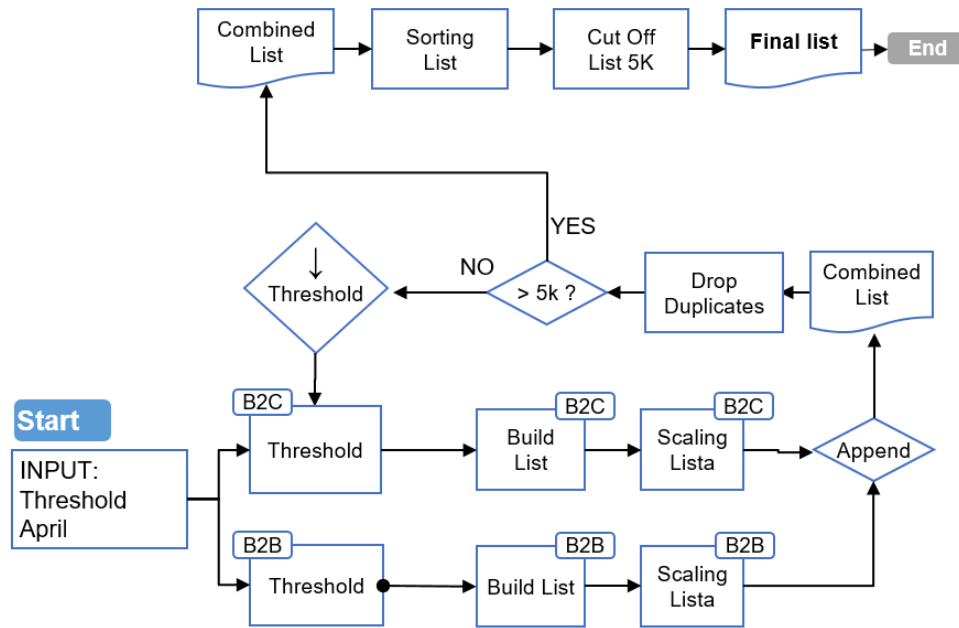 Combined
List
Sorting
List
Cut Off
List 5K
Final list
End
YES
NO
↓
Threshold
> 5k ?
Drop
Duplicates
Combined
List
Start
INPUT:
Threshold
April
B2C
Threshold
B2C
Build
List
B2C
Scaling
Lista
Append
B2B
Threshold
B2B
Build List
B2B
Scaling
Lista